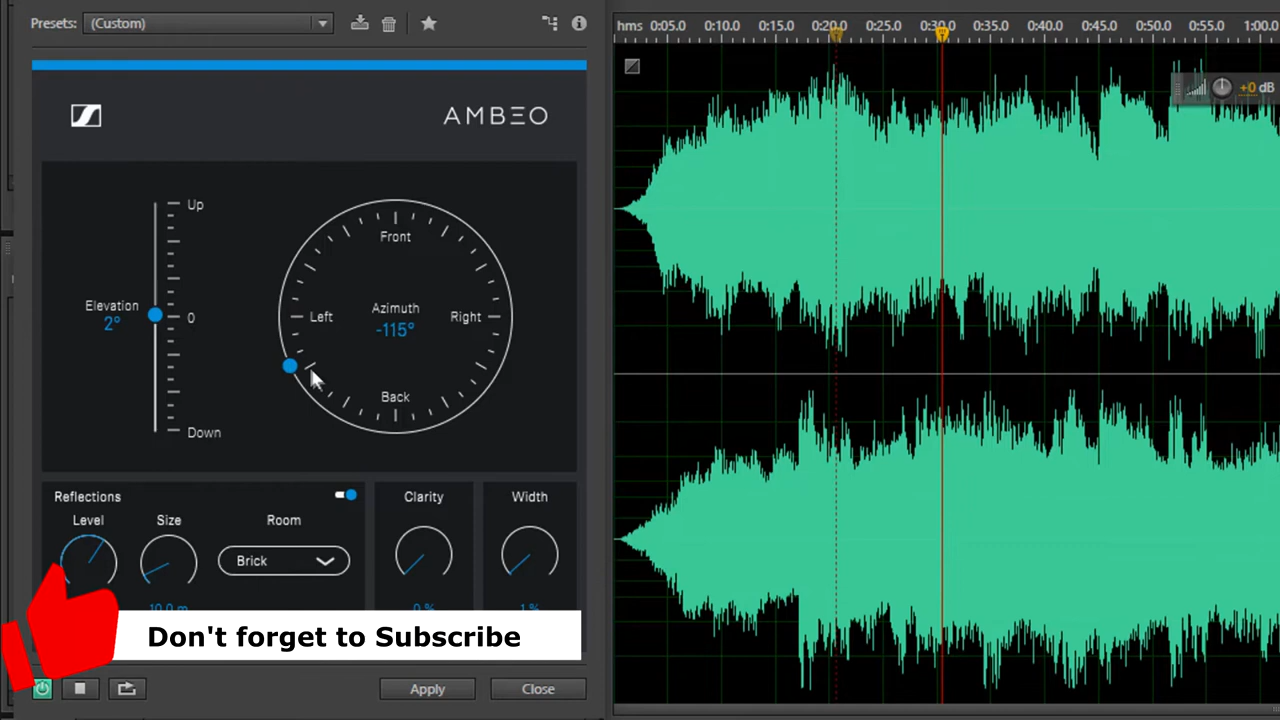 Presets: (Custom)
AMBEO
Up
Elevation
2°
0
Down
Front
Left
Azimuth
-115°
Right
Back
Reflections
Level
Size
Room
Brick
10.0 m
Clarity
0 %
Width
1 %
Don't forget to Subscribe
Apply
Close
hms 0:05.0 0:10.0 0:15.0 0:20.0 0:30.0 0:35.0 0:40.0 0:45.0 0:50.0 0:55.0 1:00.0
+0 dB